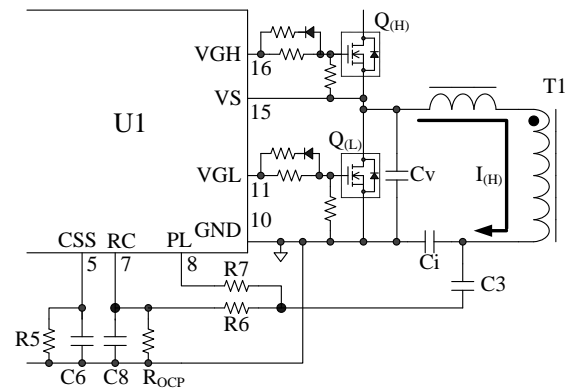 Q(H)
VGH
16
T1
VS
15
U1
Q(L)
I(H)
VGL
11
Cv
GND
10
CSS RC PL
5 7 8
Ci
R7
C3
R6
R5
C6 C8 ROCP